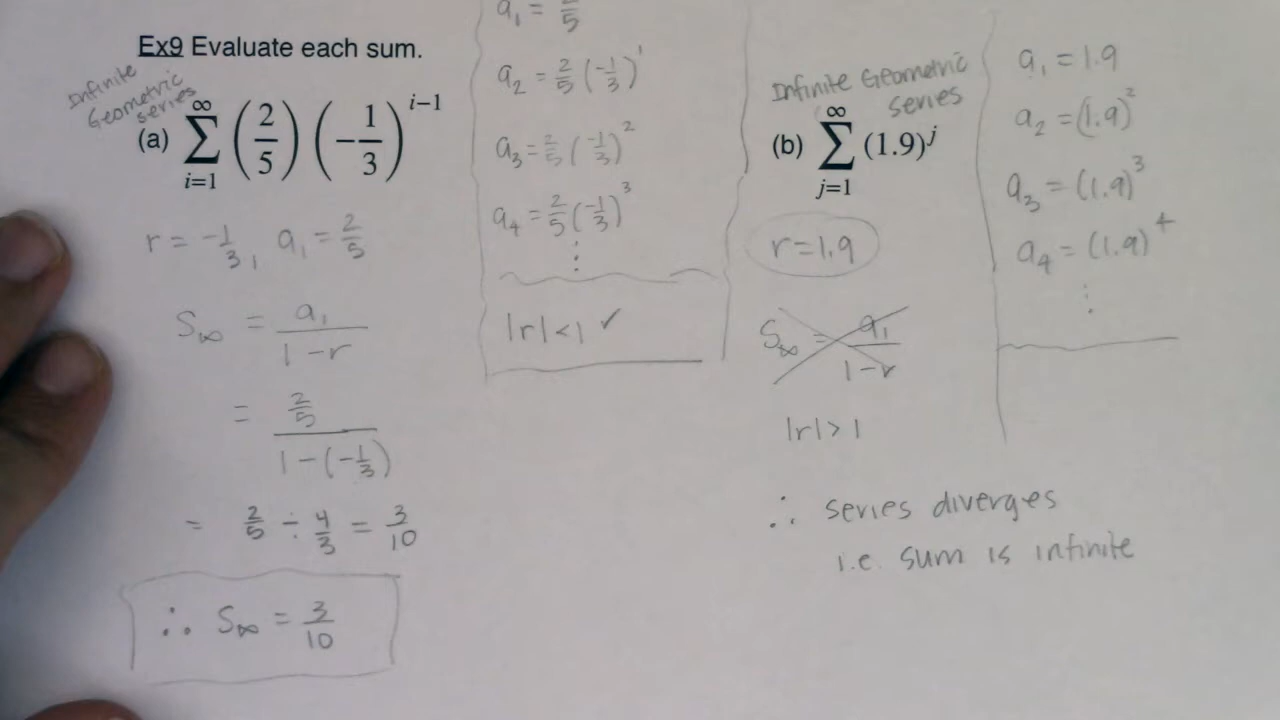 Ex9 Evaluate each sum.
Infinite
Geometric
series
(a) ∑_{i=1}^{∞} (2/5)(-1/3)^{i-1}
r = -1/3, a₁ = 2/5
S∞ = a₁/(1-r)
= (2/5)/(1-(-1/3))
= 2/5 ÷ 4/3 = 3/10
∴ S∞ = 3/10
a₁ = 2/5
a₂ = 2/5 (-1/3)^1
a₃ = 2/5 (-1/3)^2
a₄ = 2/5 (-1/3)^3
⋮
|r| < 1 ✓
Infinite Geometric
series
(b) ∑_{j=1}^{∞} (1.9)^j
r = 1.9
S∞ = a₁/(1-r)
|r| > 1
∴ series diverges
i.e. sum is infinite
a₁ = 1.9
a₂ = (1.9)^2
a₃ = (1.9)^3
a₄ = (1.9)^4
⋮